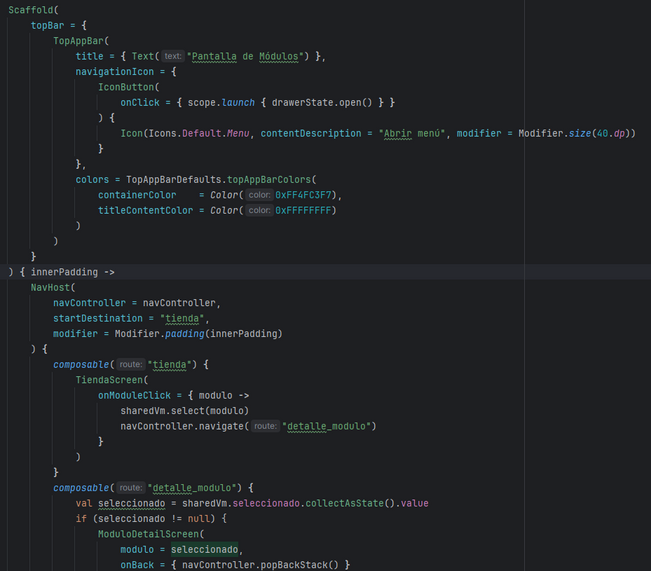 Scaffold(
    topBar = {
        TopAppBar(
            title = { Text( text: "Pantalla de Módulos") },
            navigationIcon = {
                IconButton(
                    onClick = { scope.launch { drawerState.open() } }
                ) {
                    Icon(Icons.Default.Menu, contentDescription = "Abrir menú", modifier = Modifier.size(40.dp))
                }
            },
            colors = TopAppBarDefaults.topAppBarColors(
                containerColor    = Color( color: 0xFF4FC3F7),
                titleContentColor = Color( color: 0xFFFFFFFF)
            )
        )
    }
) { innerPadding ->
    NavHost(
        navController = navController,
        startDestination = "tienda",
        modifier = Modifier.padding(innerPadding)
    ) {
        composable( route: "tienda") {
            TiendaScreen(
                onModuleClick = { modulo ->
                    sharedVm.select(modulo)
                    navController.navigate( route: "detalle_modulo")
                }
            )
        }
        composable( route: "detalle_modulo") {
            val seleccionado = sharedVm.seleccionado.collectAsState().value
            if (seleccionado != null) {
                ModuloDetailScreen(
                    modulo = seleccionado,
                    onBack = { navController.popBackStack() }